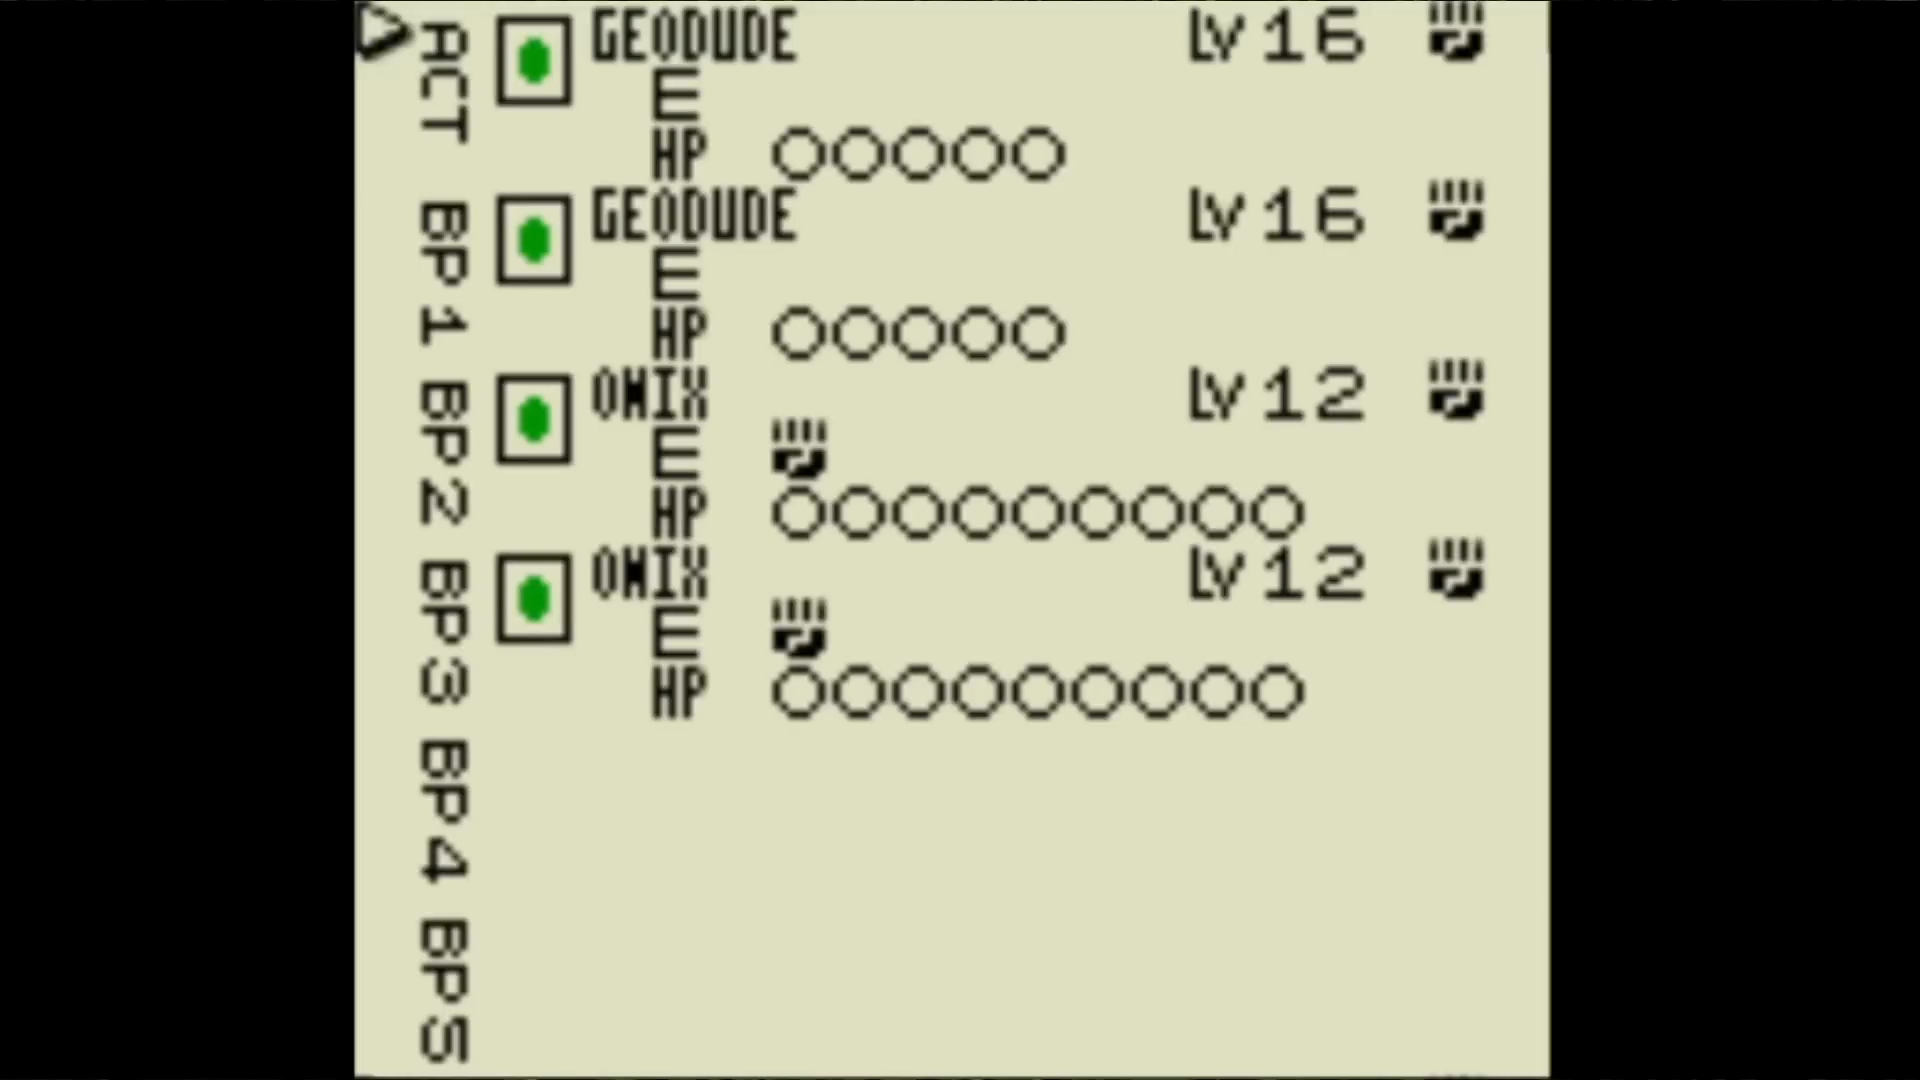 ACT GEODUDE Lv16
E
HP
BP1 GEODUDE Lv16
E
HP
BP2 ONIX Lv12
E
HP
BP3 ONIX Lv12
E
HP
BP4
BP5